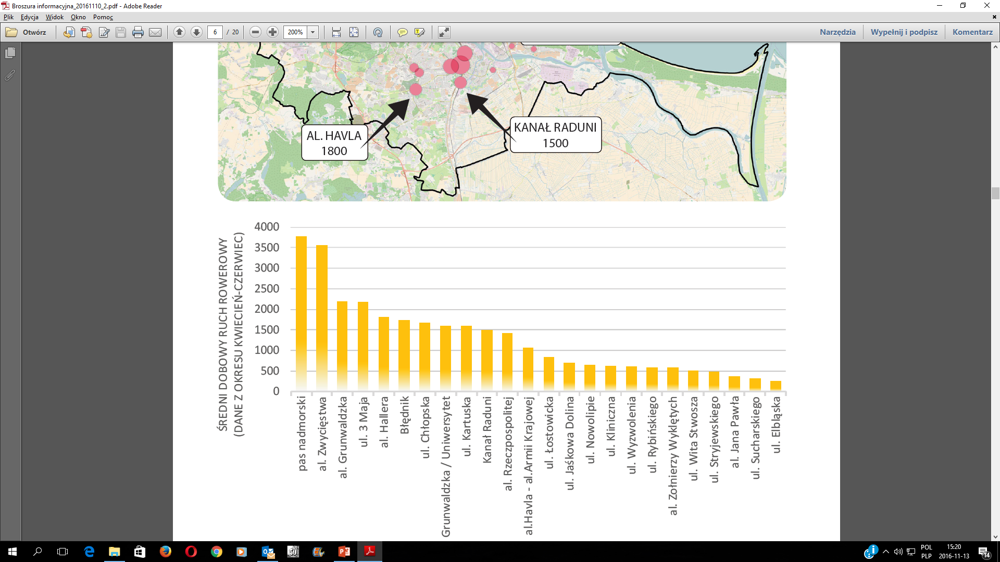 Broszura informacyjna_20161110_2.pdf - Adobe Reader
Plik Edycja Widok Okno Pomoc
Otwórz
6 / 20
200%
Narzędzia
Wypełnij i podpisz
Komentarz
AL. HAVLA
1800
KANAŁ RADUNI
1500
ŚREDNI DOBOWY RUCH ROWEROWY
(DANE Z OKRESU KWIECIEŃ-CZERWIEC)
4000
3500
3000
2500
2000
1500
1000
500
0
pas nadmorski
al. Zwycięstwa
al. Grunwaldzka
ul. 3 Maja
al. Hallera
Błędnik
ul. Chłopska
Grunwaldzka / Uniwersytet
ul. Kartuska
Kanał Raduni
al. Rzeczpospolitej
al.Havla - al.Armii Krajowej
ul. Łostowicka
ul. Jaśkowa Dolina
ul. Nowolipie
ul. Kliniczna
ul. Wyzwolenia
ul. Rybińskiego
al. Żołnierzy Wyklętych
ul. Wita Stwosza
ul. Stryjewskiego
al. Jana Pawła
ul. Sucharskiego
ul. Elbląska
POL
PLP
15:20
2016-11-13
14